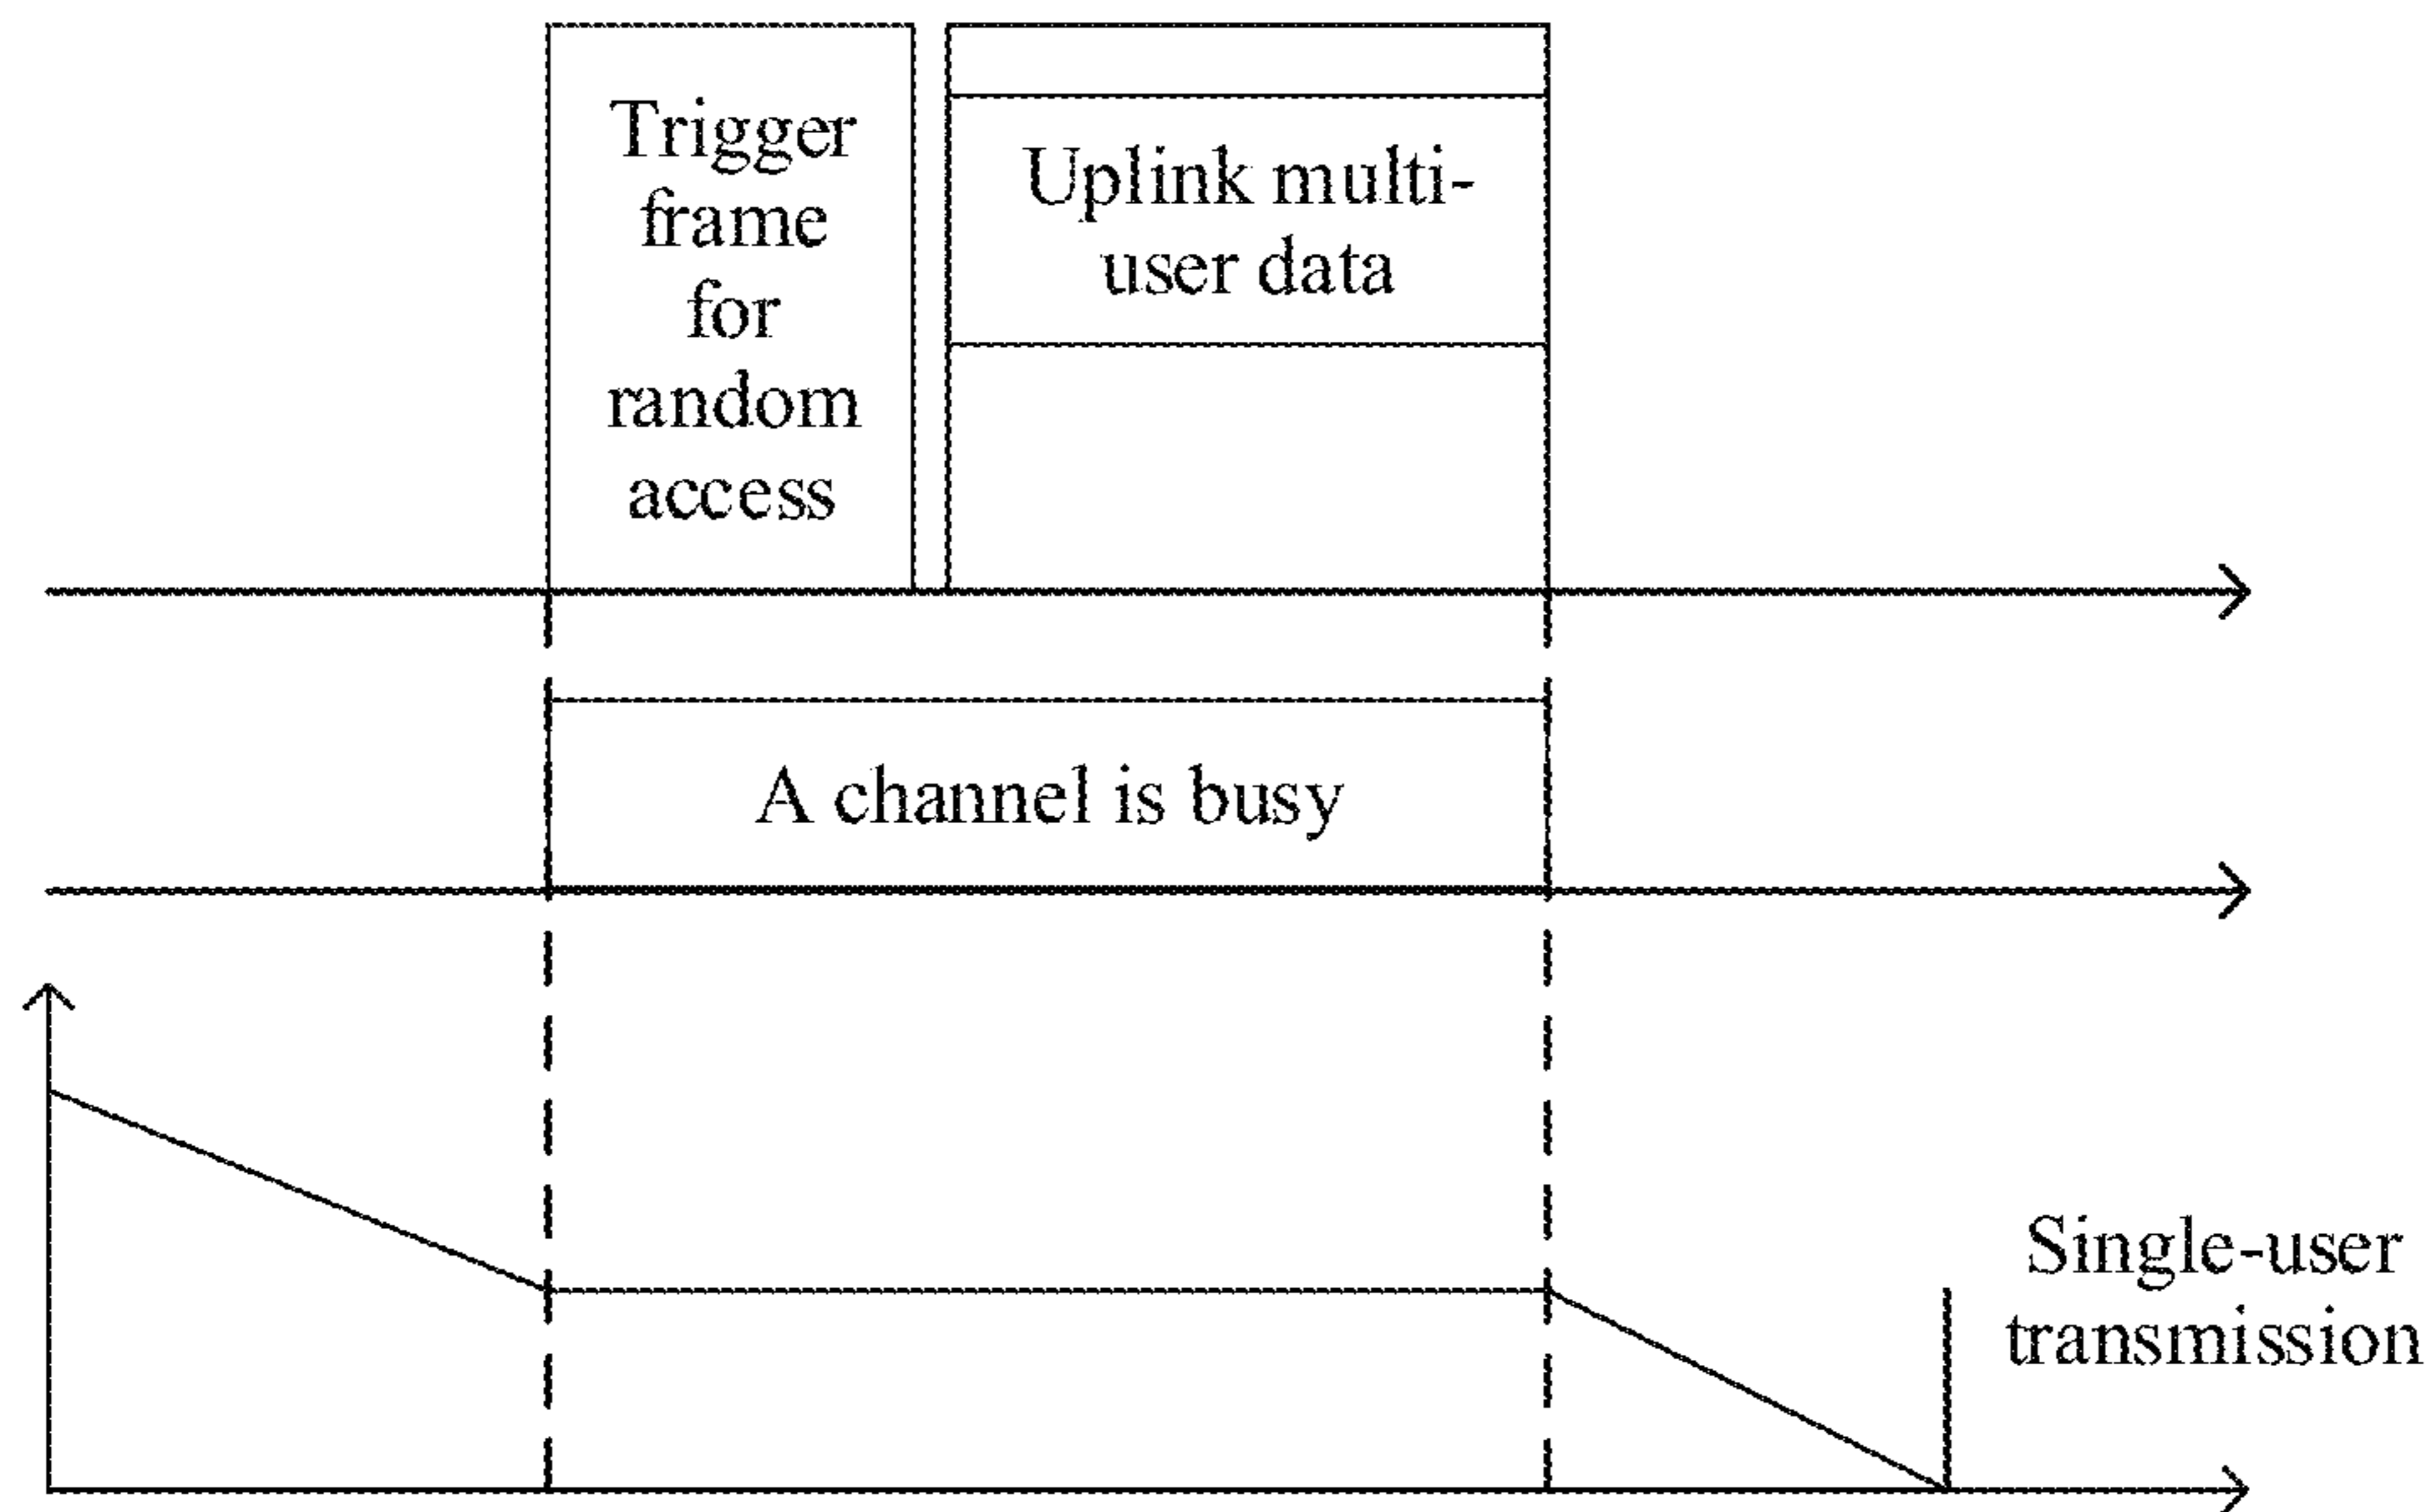 Trigger
frame
for
random
access
Uplink multi-
user data
A channel is busy
Single-user
transmission